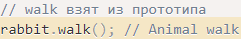 // walk взят из прототипа
rabbit.walk(); // Animal walk